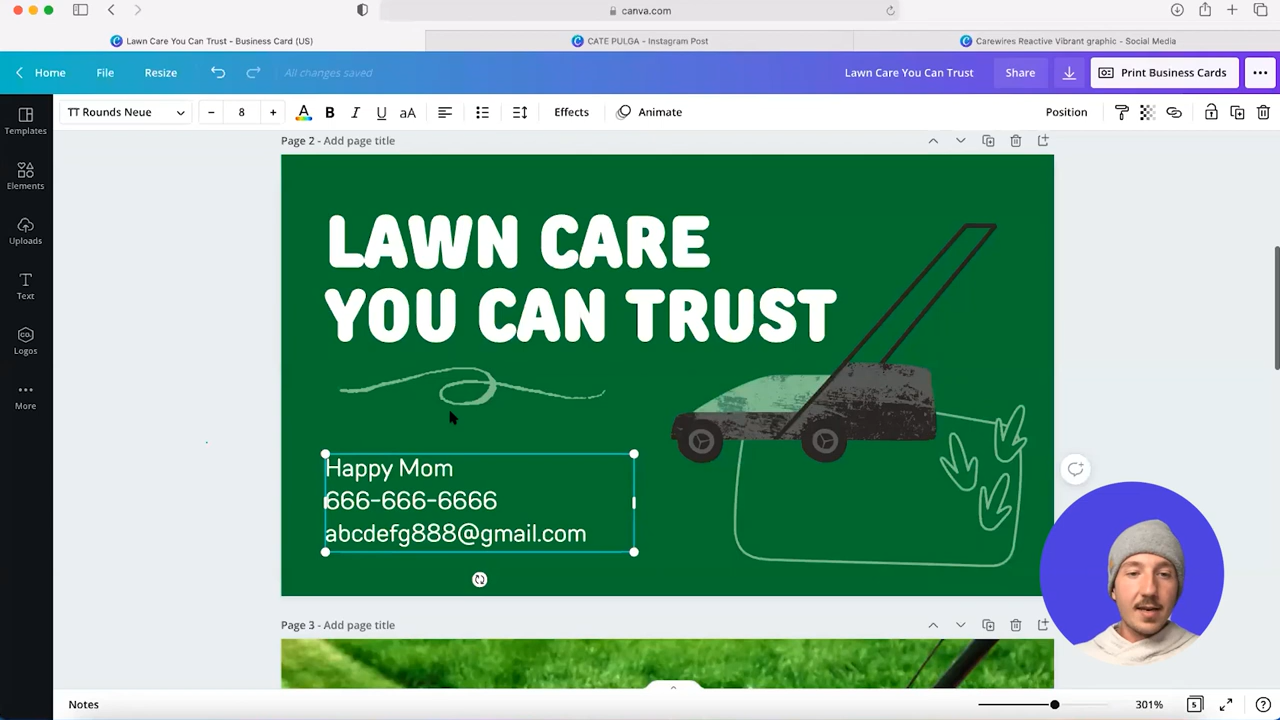 canva.com
Lawn Care You Can Trust - Business Card (US)
CATE PULGA - Instagram Post
Carewires Reactive Vibrant graphic - Social Media
Home
File
Resize
All changes saved
Lawn Care You Can Trust
Share
Print Business Cards
TT Rounds Neue
8
B
I
U
aA
Effects
Animate
Position
Templates
Elements
Uploads
Text
CO.
Logos
More
Page 2 - Add page title
LAWN CARE
YOU CAN TRUST
Happy Mom
666-666-6666
abcdefg888@gmail.com
Page 3 - Add page title
Notes
301%
5